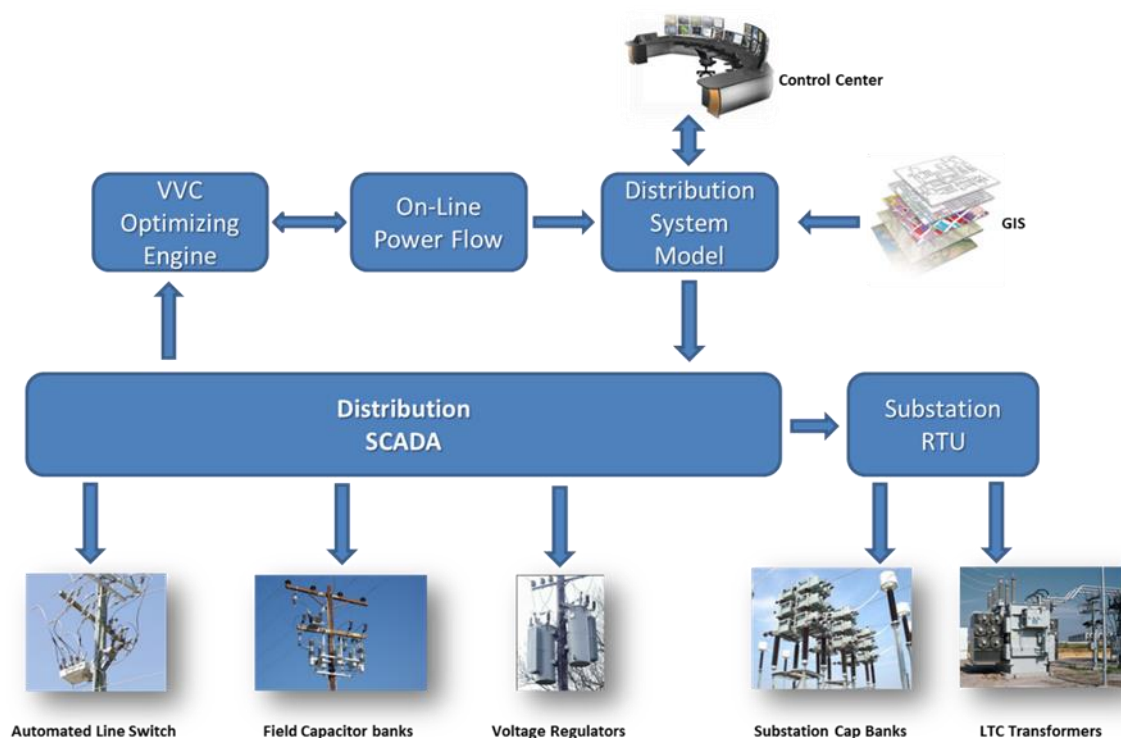 Control Center
VVC
Optimizing
Engine
On-Line
Power Flow
Distribution
System
Model
GIS
Distribution
SCADA
Substation
RTU
Automated Line Switch
Field Capacitor banks
Voltage Regulators
Substation Cap Banks
LTC Transformers